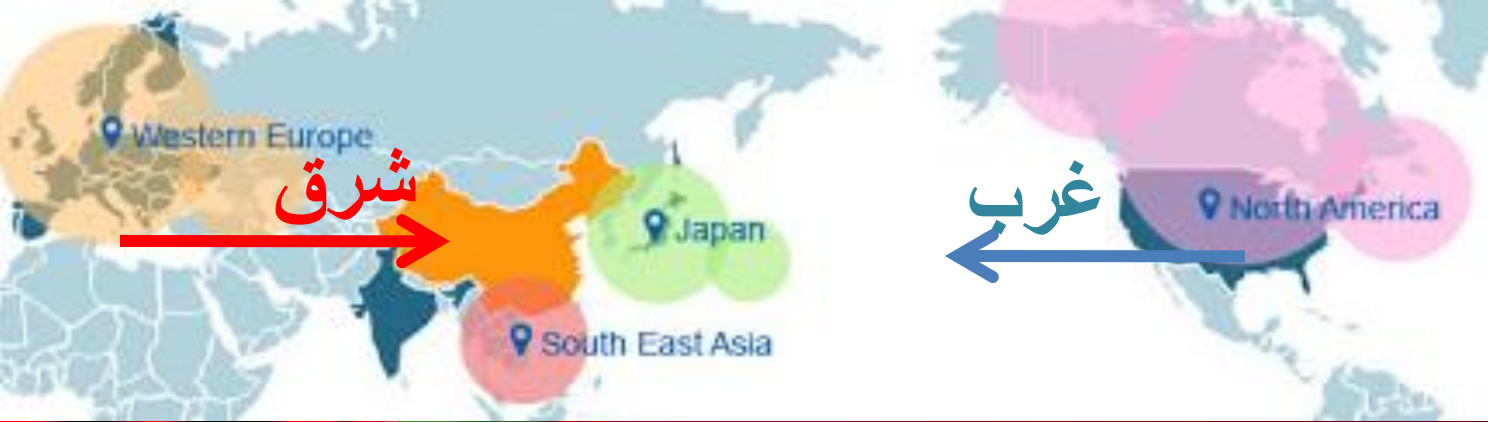 Western Europe
شرق
غرب
North America
Japan
South East Asia